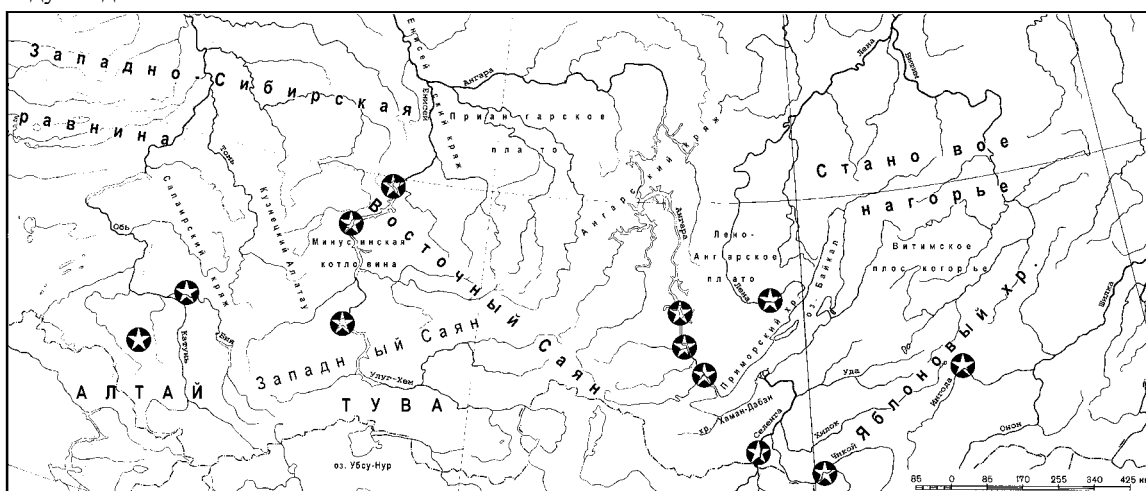 Западно-Сибирская
равнина
Енисейский кряж
Енисей
Ангара
Приангарское
плато
Томь
Салаирский кряж
Кузнецкий Алатау
Обь
Бия
Катунь
АЛТАЙ
Минусинская
котловина
Восточный Саян
Западный Саян
Улуг-Хем
ТУВА
оз. Убсу-Нур
Ангарский кряж
Ангара
Лено-
Ангарское
плато
Лена
Приморский хр.
оз. Байкал
хр. Хаман-Дабан
Селенга
Лена
Витим
Становое
нагорье
Витимское
плоскогорье
Уда
Хилок
Чикой
Яблоновый хр.
Ингода
Онон
Шилка
85 0 85 170 255 340 425